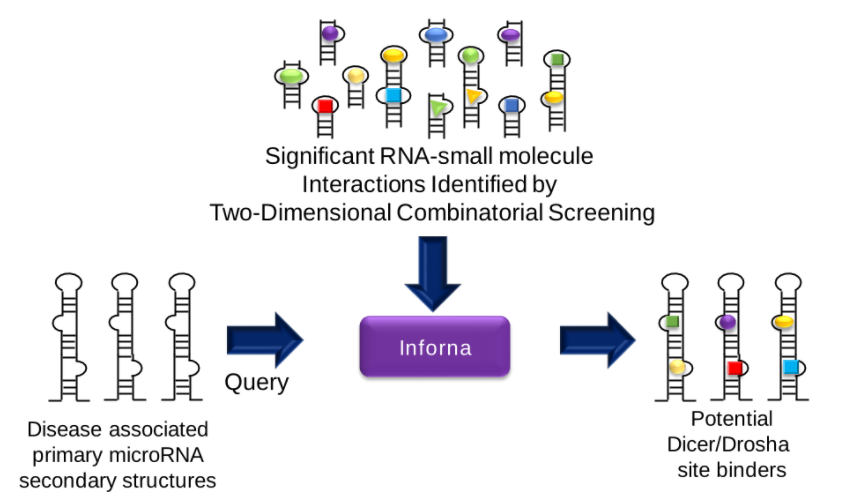 Significant RNA-small molecule
Interactions Identified by
Two-Dimensional Combinatorial Screening
Informa
Query
Disease associated
primary microRNA
secondary structures
Potential
Dicer/Drosha
site binders